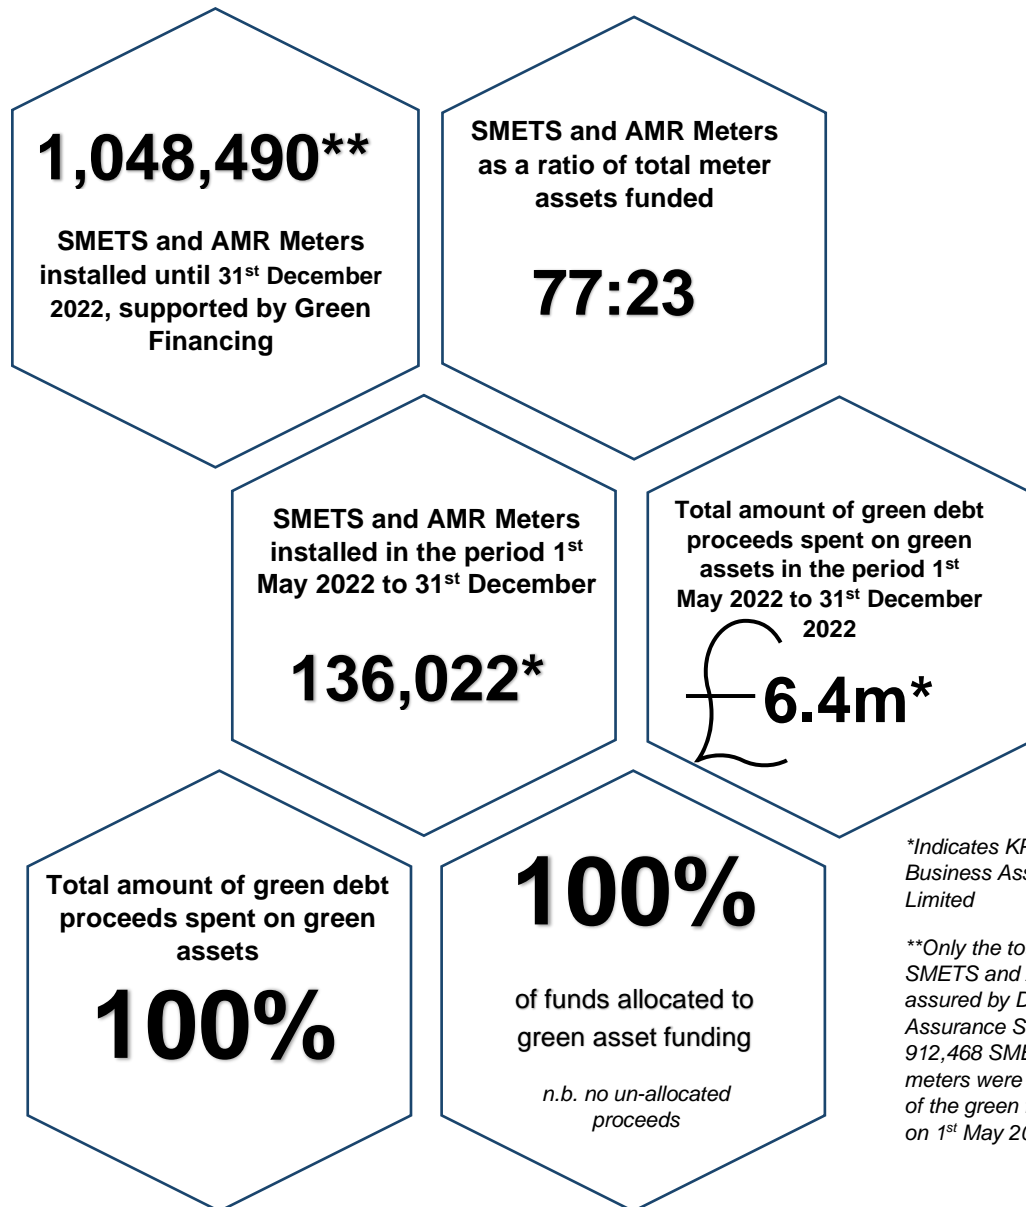 1,048,490**
SMETS and AMR Meters
installed until 31st December
2022, supported by Green
Financing
SMETS and AMR Meters
as a ratio of total meter
assets funded
77:23
SMETS and AMR Meters
installed in the period 1st
May 2022 to 31st December
136,022*
Total amount of green debt
proceeds spent on green
assets in the period 1st
May 2022 to 31st December
2022
£6.4m*
Total amount of green debt
proceeds spent on green
assets
100%
100%
of funds allocated to
green asset funding
n.b. no un-allocated
proceeds
*Indicates
Business
Limited
**Only the
SMETS and
assured by
Assurance
912,468
meters were
of the green
on 1st May